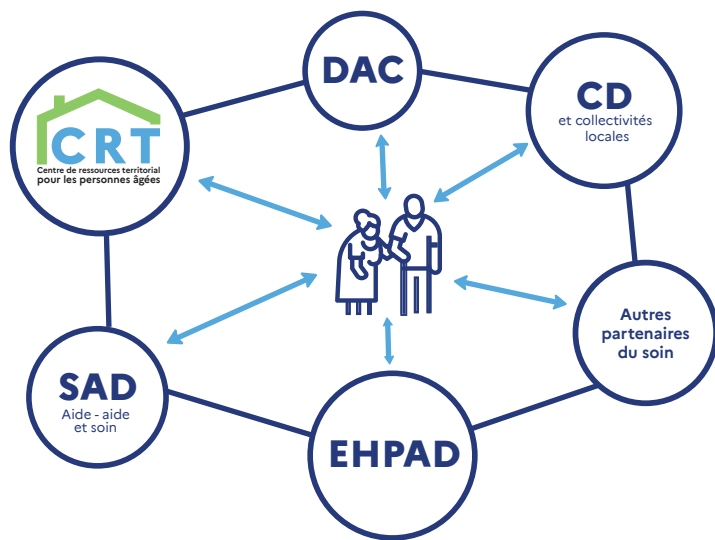 DAC
CRT
Centre de ressources territorial
pour les personnes âgées
CD
et collectivités
locales
Autres
partenaires
du soin
SAD
Aide - aide
et soin
EHPAD